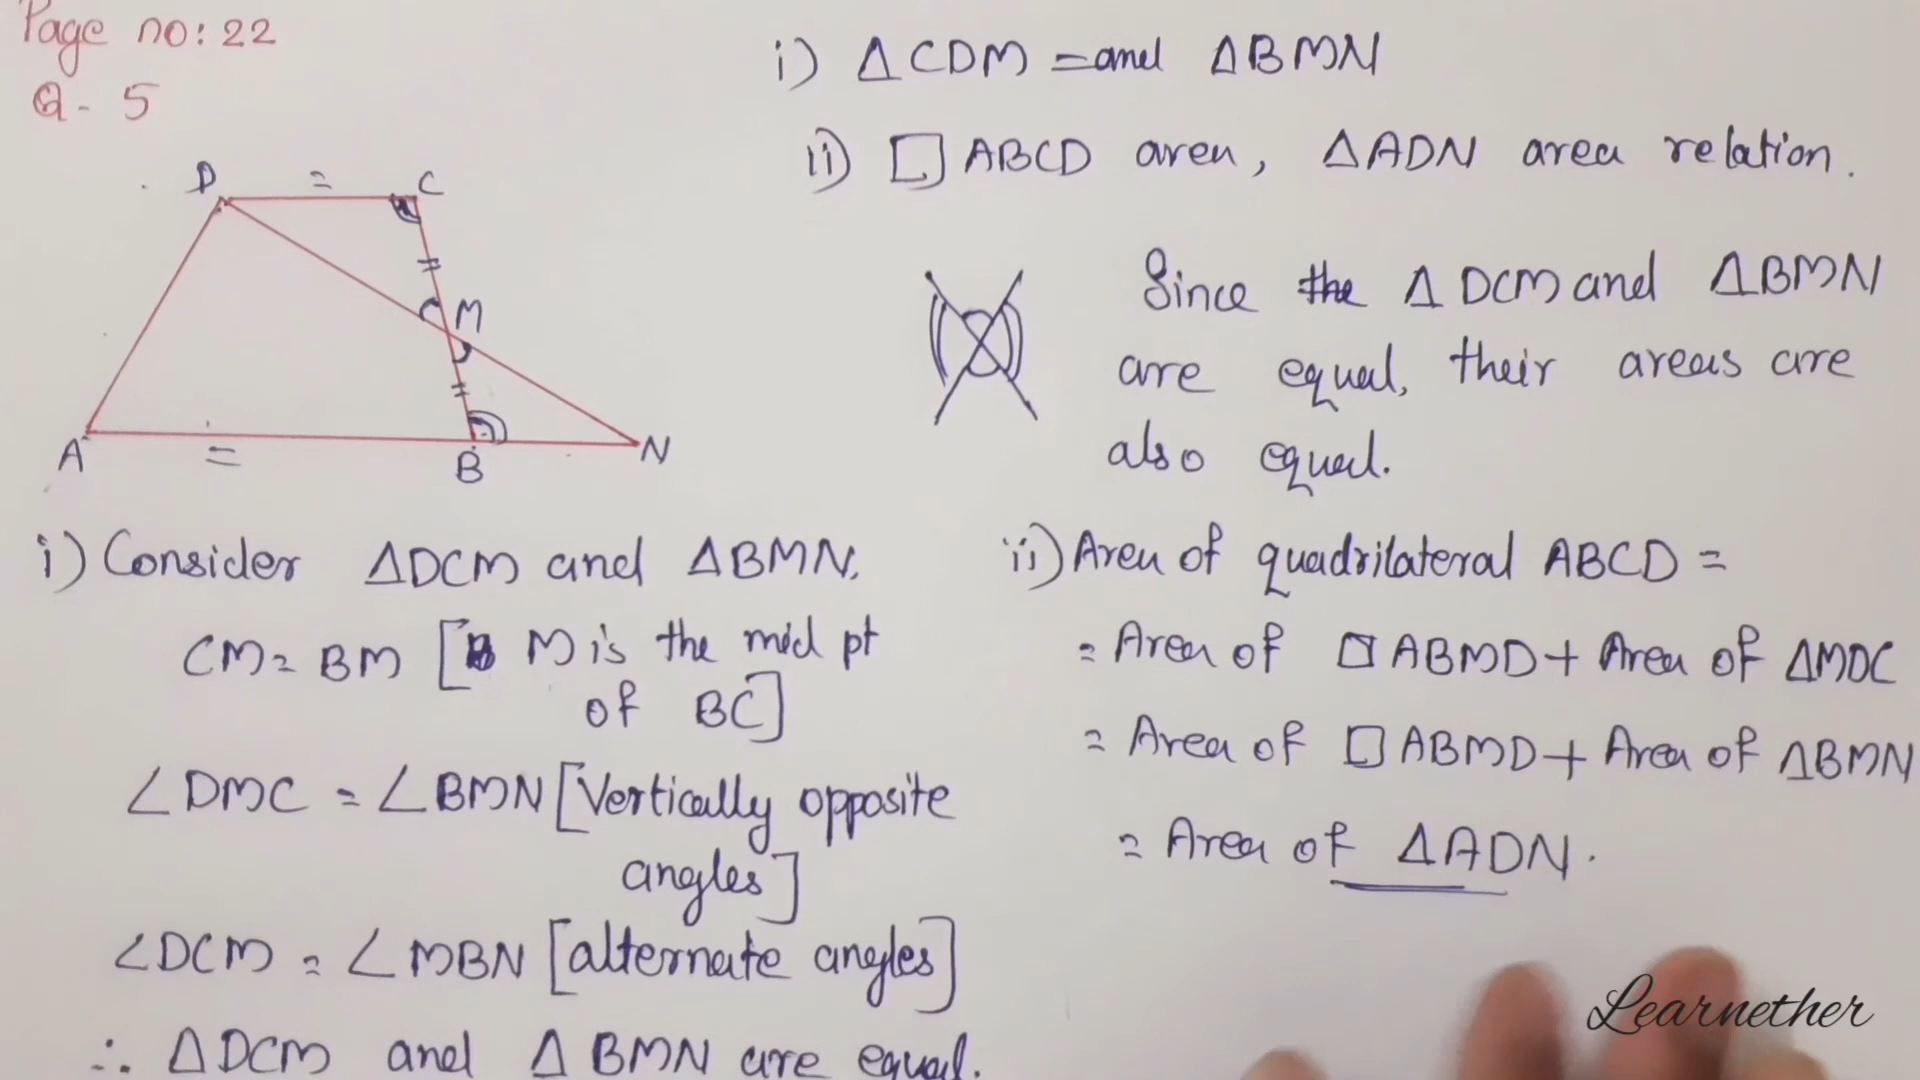 Page no: 22
Q - 5
D = C
M
A = B N
i) Consider ΔDCM and ΔBMN.
CM = BM [M is the mid pt
of BC]
∠DMC = ∠BMN [Vertically opposite
angles]
∠DCM = ∠MBN [alternate angles]
∴ ΔDCM and ΔBMN are equal.
i) ΔCDM = and ΔBMN
ii) □ABCD area, ΔADN area relation.
Since the ΔDCM and ΔBMN
are equal, their areas are
also equal.
ii) Area of quadrilateral ABCD =
= Area of □ABMD + Area of ΔMDC
= Area of □ABMD + Area of ΔBMN
= Area of ΔADN.
Learnether